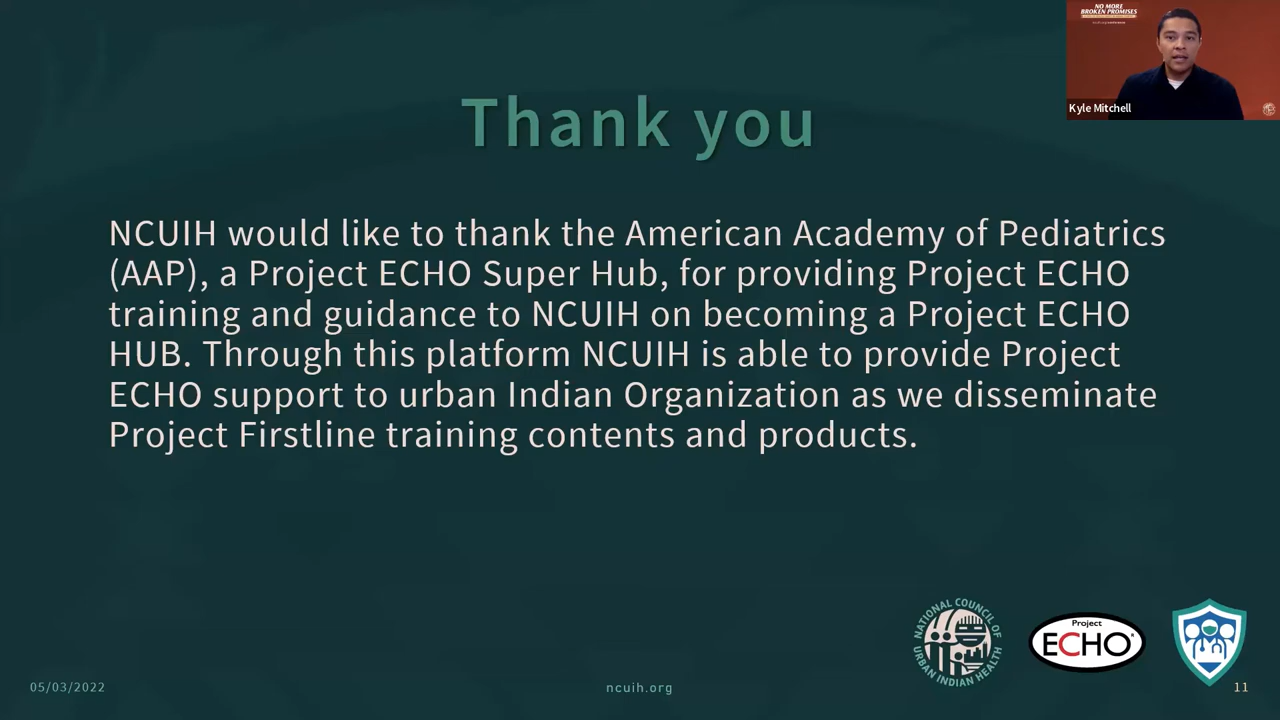 NO MORE
BROKEN PROMISES
Kyle Mitchell
Thank you
NCUIH would like to thank the American Academy of Pediatrics
(AAP), a Project ECHO Super Hub, for providing Project ECHO
training and guidance to NCUIH on becoming a Project ECHO
HUB. Through this platform NCUIH is able to provide Project
ECHO support to urban Indian Organization as we disseminate
Project Firstline training contents and products.
NATIONAL COUNCIL OF
URBAN INDIAN HEALTH
Project
ECHO
05/03/2022
ncuih.org
11